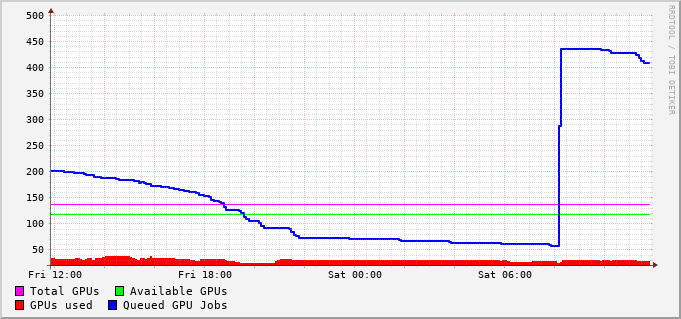 500
450
400
350
300
250
200
150
100
50
Fri 12:00 Fri 18:00 Sat 00:00 Sat 06:00
Total GPUs Available GPUs
GPUs used Queued GPU Jobs
RRDTOOL / TOBI OETIKER